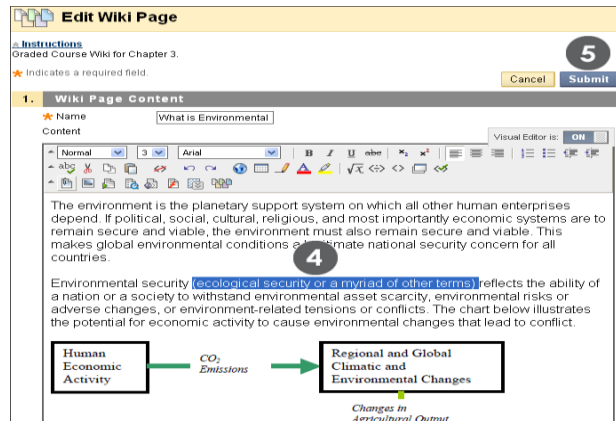 Edit Wiki Page
Instructions
Graded Course Wiki for Chapter 3.
Indicates a required field.
5
Cancel Submit
1. Wiki Page Content
Name What is Environmental
Content
Visual Editor is: ON
Normal 3 Arial B I U abc x₂ x²
abc
The environment is the planetary support system on which all other human enterprises
depend. If political, social, cultural, religious, and most importantly economic systems are to
remain secure and viable, the environment must also remain secure and viable. This
makes global environmental conditions a legitimate national security concern for all
countries.
4
Environmental security (ecological security or a myriad of other terms) reflects the ability of
a nation or a society to withstand environmental asset scarcity, environmental risks or
adverse changes, or environment-related tensions or conflicts. The chart below illustrates
the potential for economic activity to cause environmental changes that lead to conflict.
Human
Economic
Activity
CO₂
Emissions
Regional and Global
Climatic and
Environmental Changes
Changes in
Agricultural Output